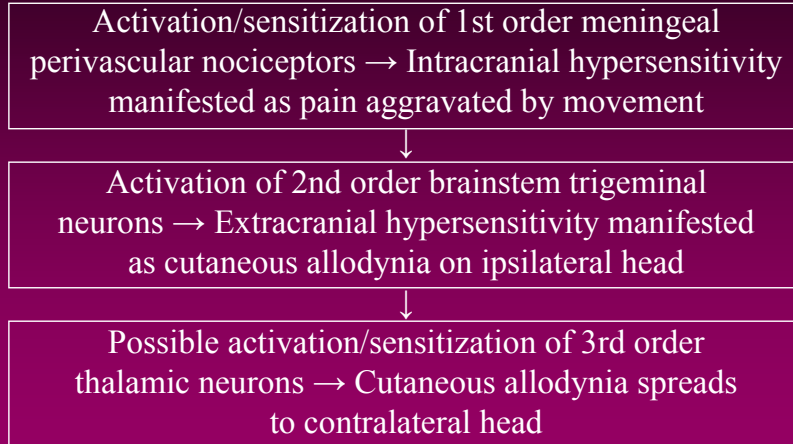 Activation/sensitization of 1st order meningeal
perivascular nociceptors → Intracranial hypersensitivity
manifested as pain aggravated by movement
↓
Activation of 2nd order brainstem trigeminal
neurons → Extracranial hypersensitivity manifested
as cutaneous allodynia on ipsilateral head
↓
Possible activation/sensitization of 3rd order
thalamic neurons → Cutaneous allodynia spreads
to contralateral head